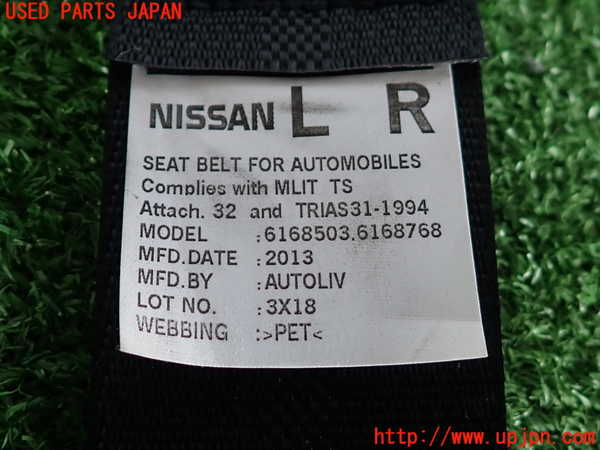 USED PARTS JAPAN
NISSAN L R
SEAT BELT FOR AUTOMOBILES
Complies with MLIT TS
Attach. 32 and TRIAS31-1994
MODEL :6168503.6168768
MFD.DATE :2013
MFD.BY :AUTOLIV
LOT NO. :3X18
WEBBING :>PET<
http://www.upjpn.com/